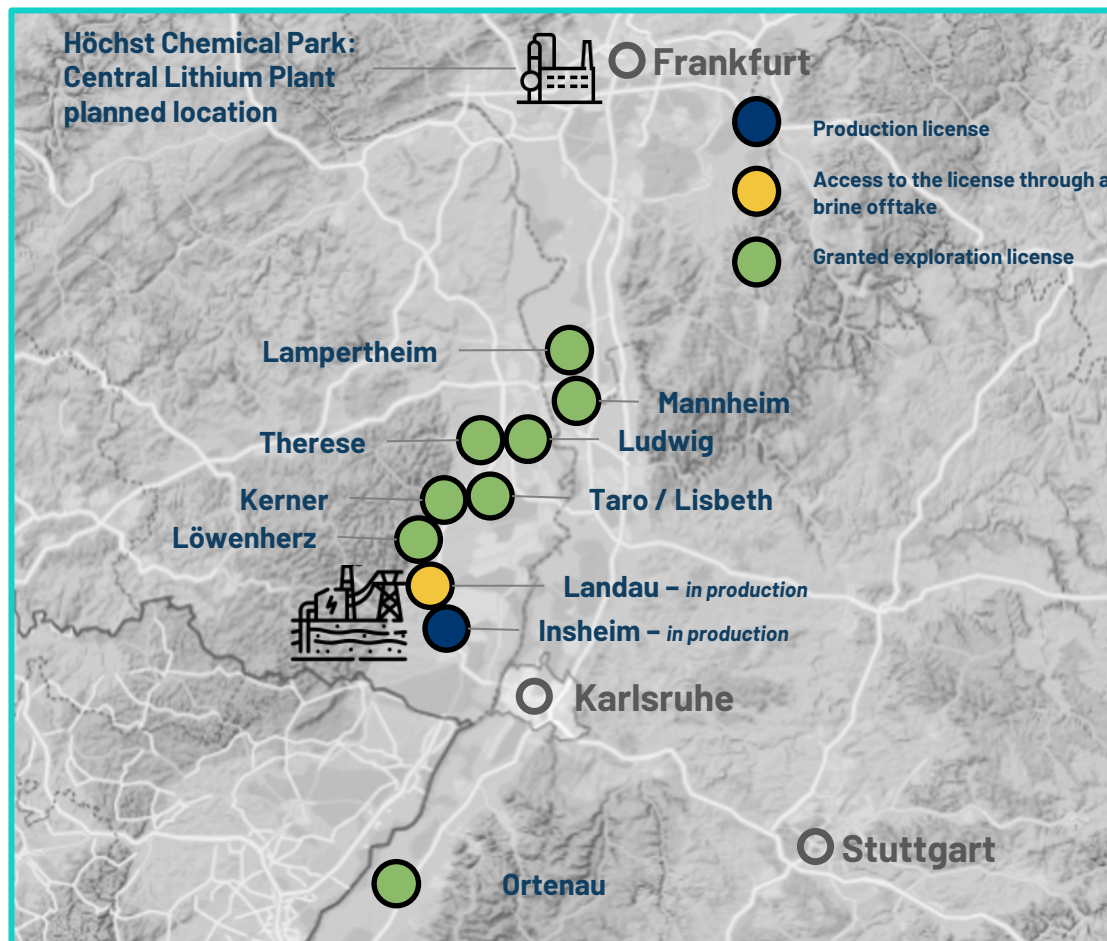 Höchst Chemical Park:
Central Lithium Plant
planned location
Frankfurt
Production license
Access to the license through a
brine offtake
Granted exploration license
Lampertheim
Mannheim
Therese
Ludwig
Kerner
Taro / Lisbeth
Löwenherz
Landau – in production
Insheim – in production
Karlsruhe
Stuttgart
Ortenau